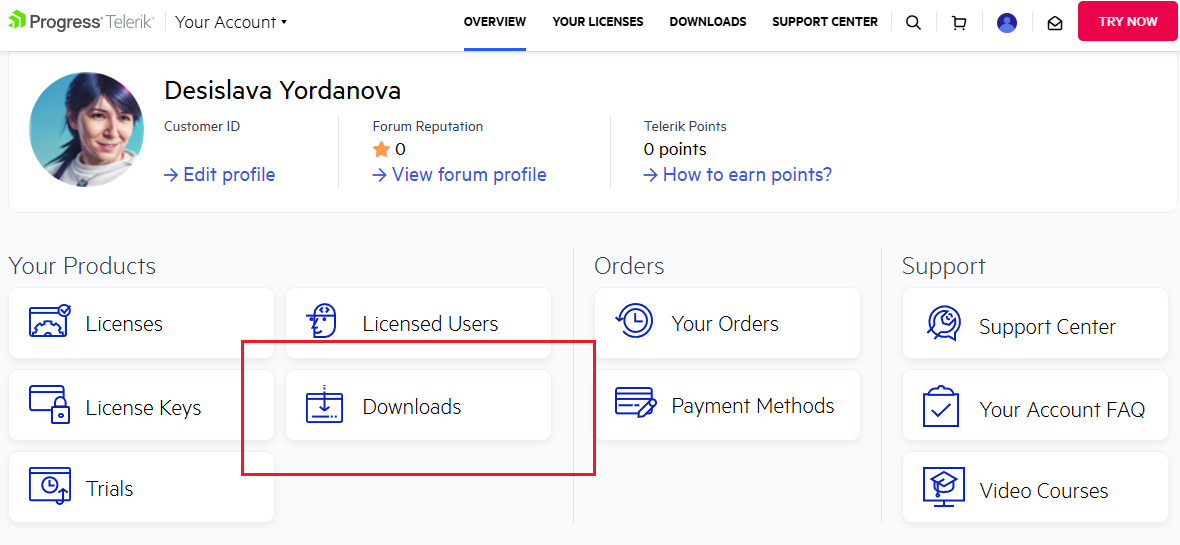 Progress Telerik
Your Account
OVERVIEW
YOUR LICENSES
DOWNLOADS
SUPPORT CENTER
TRY NOW
Desislava Yordanova
Customer ID
Forum Reputation
Telerik Points
0
0 points
Edit profile
View forum profile
How to earn points?
Your Products
Orders
Support
Licenses
Licensed Users
Your Orders
Support Center
License Keys
Downloads
Payment Methods
Your Account FAQ
Trials
Video Courses